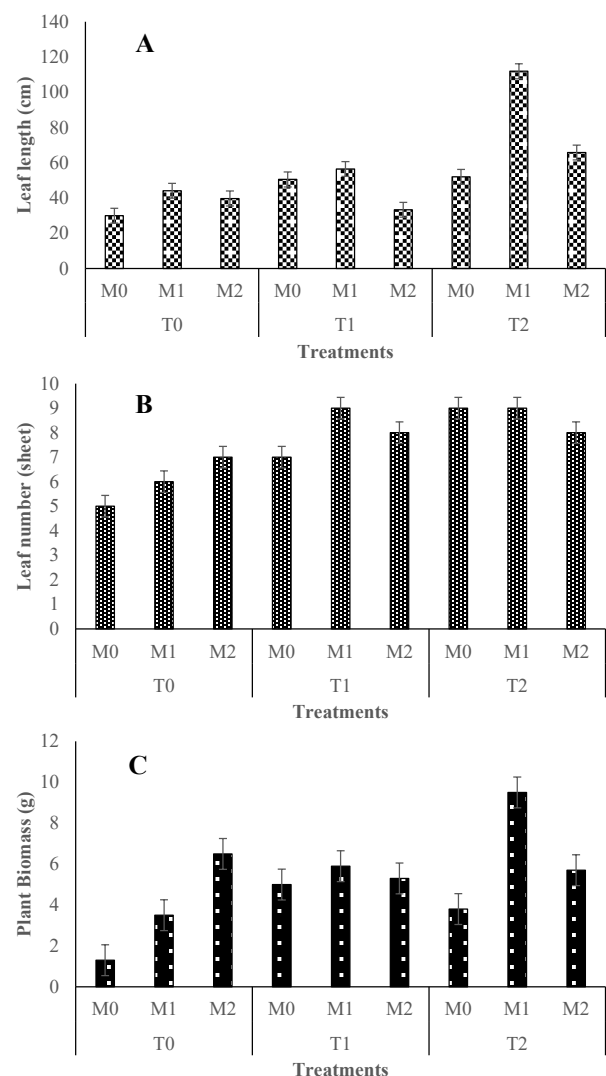 A
Leaf length (cm)
140
120
100
80
60
40
20
0
M0 M1 M2 M0 M1 M2 M0 M1 M2
T0 T1 T2
Treatments
B
Leaf number (sheet)
10
9
8
7
6
5
4
3
2
1
0
M0 M1 M2 M0 M1 M2 M0 M1 M2
T0 T1 T2
Treatments
C
Plant Biomass (g)
12
10
8
6
4
2
0
M0 M1 M2 M0 M1 M2 M0 M1 M2
T0 T1 T2
Treatments